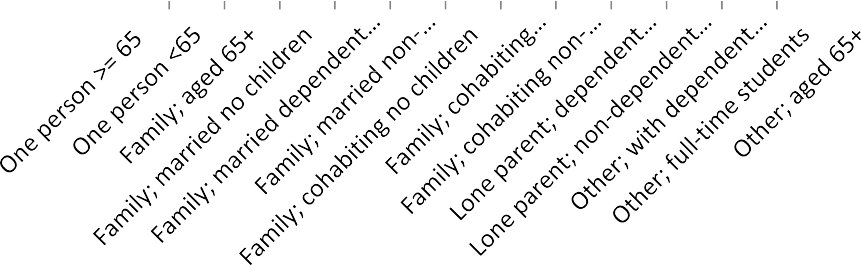 One person >= 65
One person <65
Family; aged 65+
Family; married no children
Family; married dependent...
Family; married non-...
Family; cohabiting no children
Family; cohabiting...
Family; cohabiting non-...
Lone parent; dependent...
Lone parent; non-dependent...
Other; with dependent...
Other; full-time students
Other; aged 65+